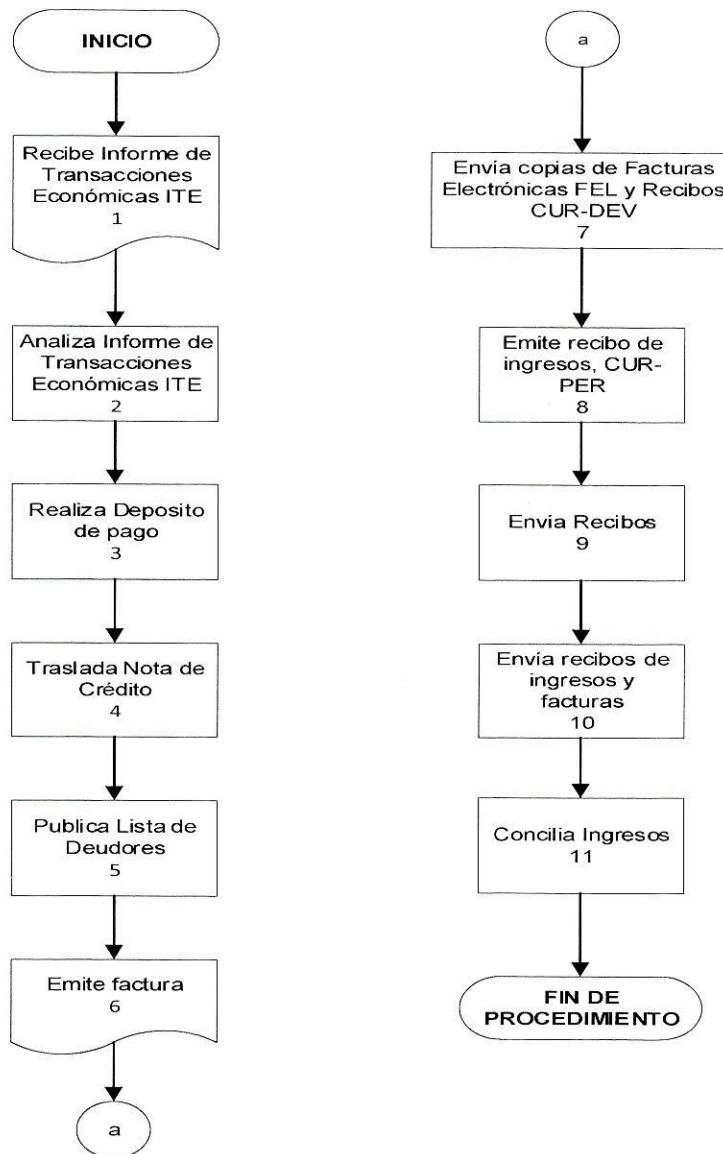 INICIO
Recibe Informe de
Transacciones
Económicas ITE
1
Analiza Informe de
Transacciones
Económicas ITE
2
Realiza Deposito
de pago
3
Traslada Nota de
Crédito
4
Publica Lista de
Deudores
5
Emite factura
6
a
a
Envía copias de Facturas
Electrónicas FEL y Recibos
CUR-DEV
7
Emite recibo de
ingresos, CUR-
PER
8
Envía Recibos
9
Envía recibos de
ingresos y
facturas
10
Concilia Ingresos
11
FIN DE
PROCEDIMIENTO